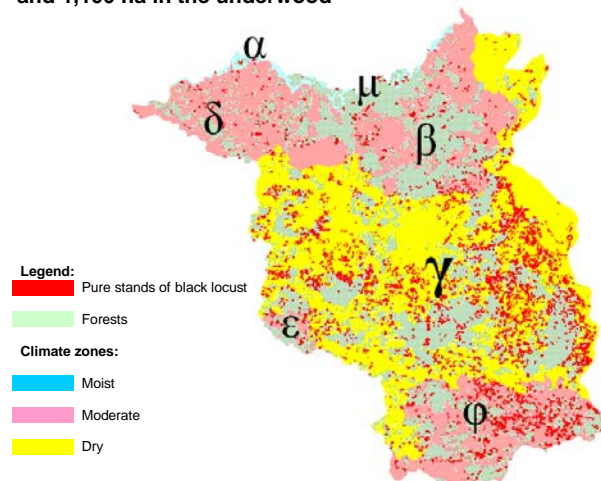 and 1,100 ha in the underwood
α
μ
δ
β
γ
ε
φ
Legend:
Pure stands of black locust
Forests
Climate zones:
Moist
Moderate
Dry